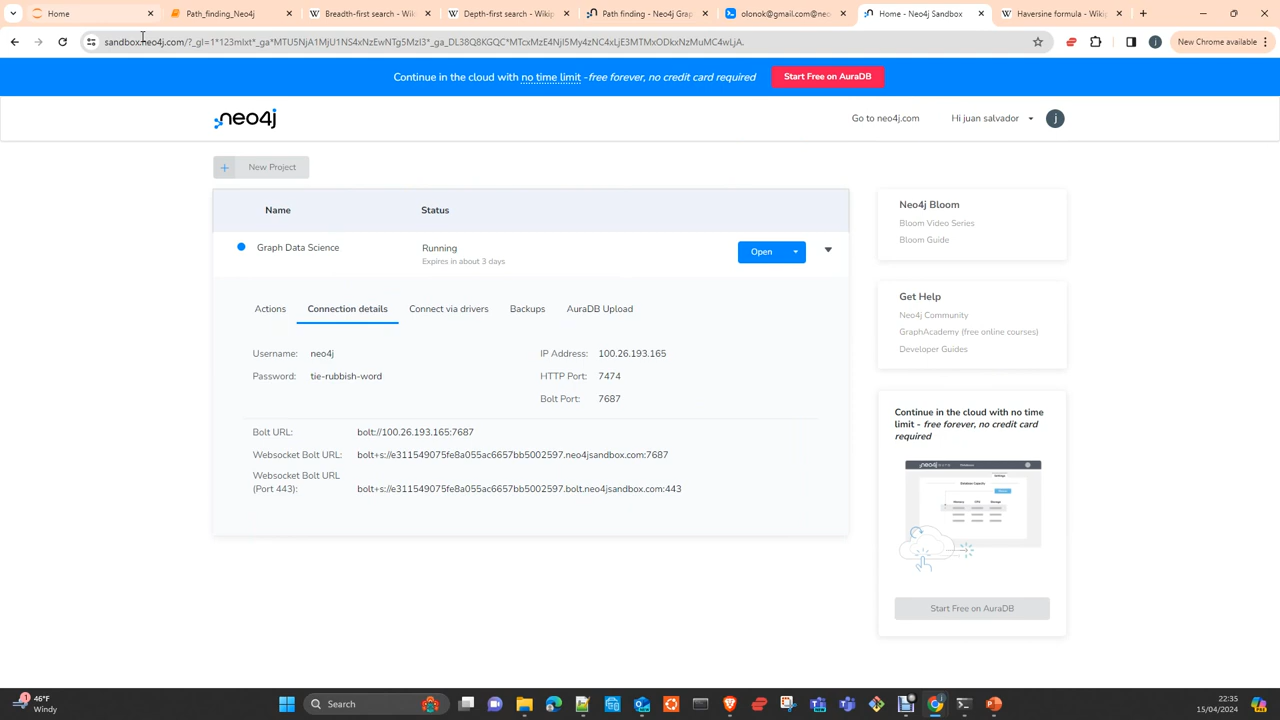 Home
Path_finding_Neo4j
Breadth-first search - Wikip
Depth-first search - Wikipe
Path finding - Neo4j Grap
olonok@gmail.com@neo
Home - Neo4j Sandbox
Haversine formula - Wikipe
New Chrome available
Continue in the cloud with no time limit -free forever, no credit card required
Start Free on AuraDB
neo4j
Go to neo4j.com
Hi juan salvador
j
+ New Project
Name
Status
Graph Data Science
Running
Expires in about 3 days
Open
Actions
Connection details
Connect via drivers
Backups
AuraDB Upload
Username: neo4j
IP Address: 100.26.193.165
Password: tie-rubbish-word
HTTP Port: 7474
Bolt Port: 7687
Bolt URL: bolt://100.26.193.165:7687
Websocket Bolt URL: bolt+s://e311549075fe8a055ac6657bb5002597.neo4jsandbox.com:7687
Websocket Bolt URL
(Port 443): bolt+s://e311549075fe8a055ac6657bb5002597.bolt.neo4jsandbox.com:443
Neo4j Bloom
Bloom Video Series
Bloom Guide
Get Help
Neo4j Community
GraphAcademy (free online courses)
Developer Guides
Continue in the cloud with no time
limit - free forever, no credit card
required
Start Free on AuraDB
46°F
Windy
Search
22:35
15/04/2024